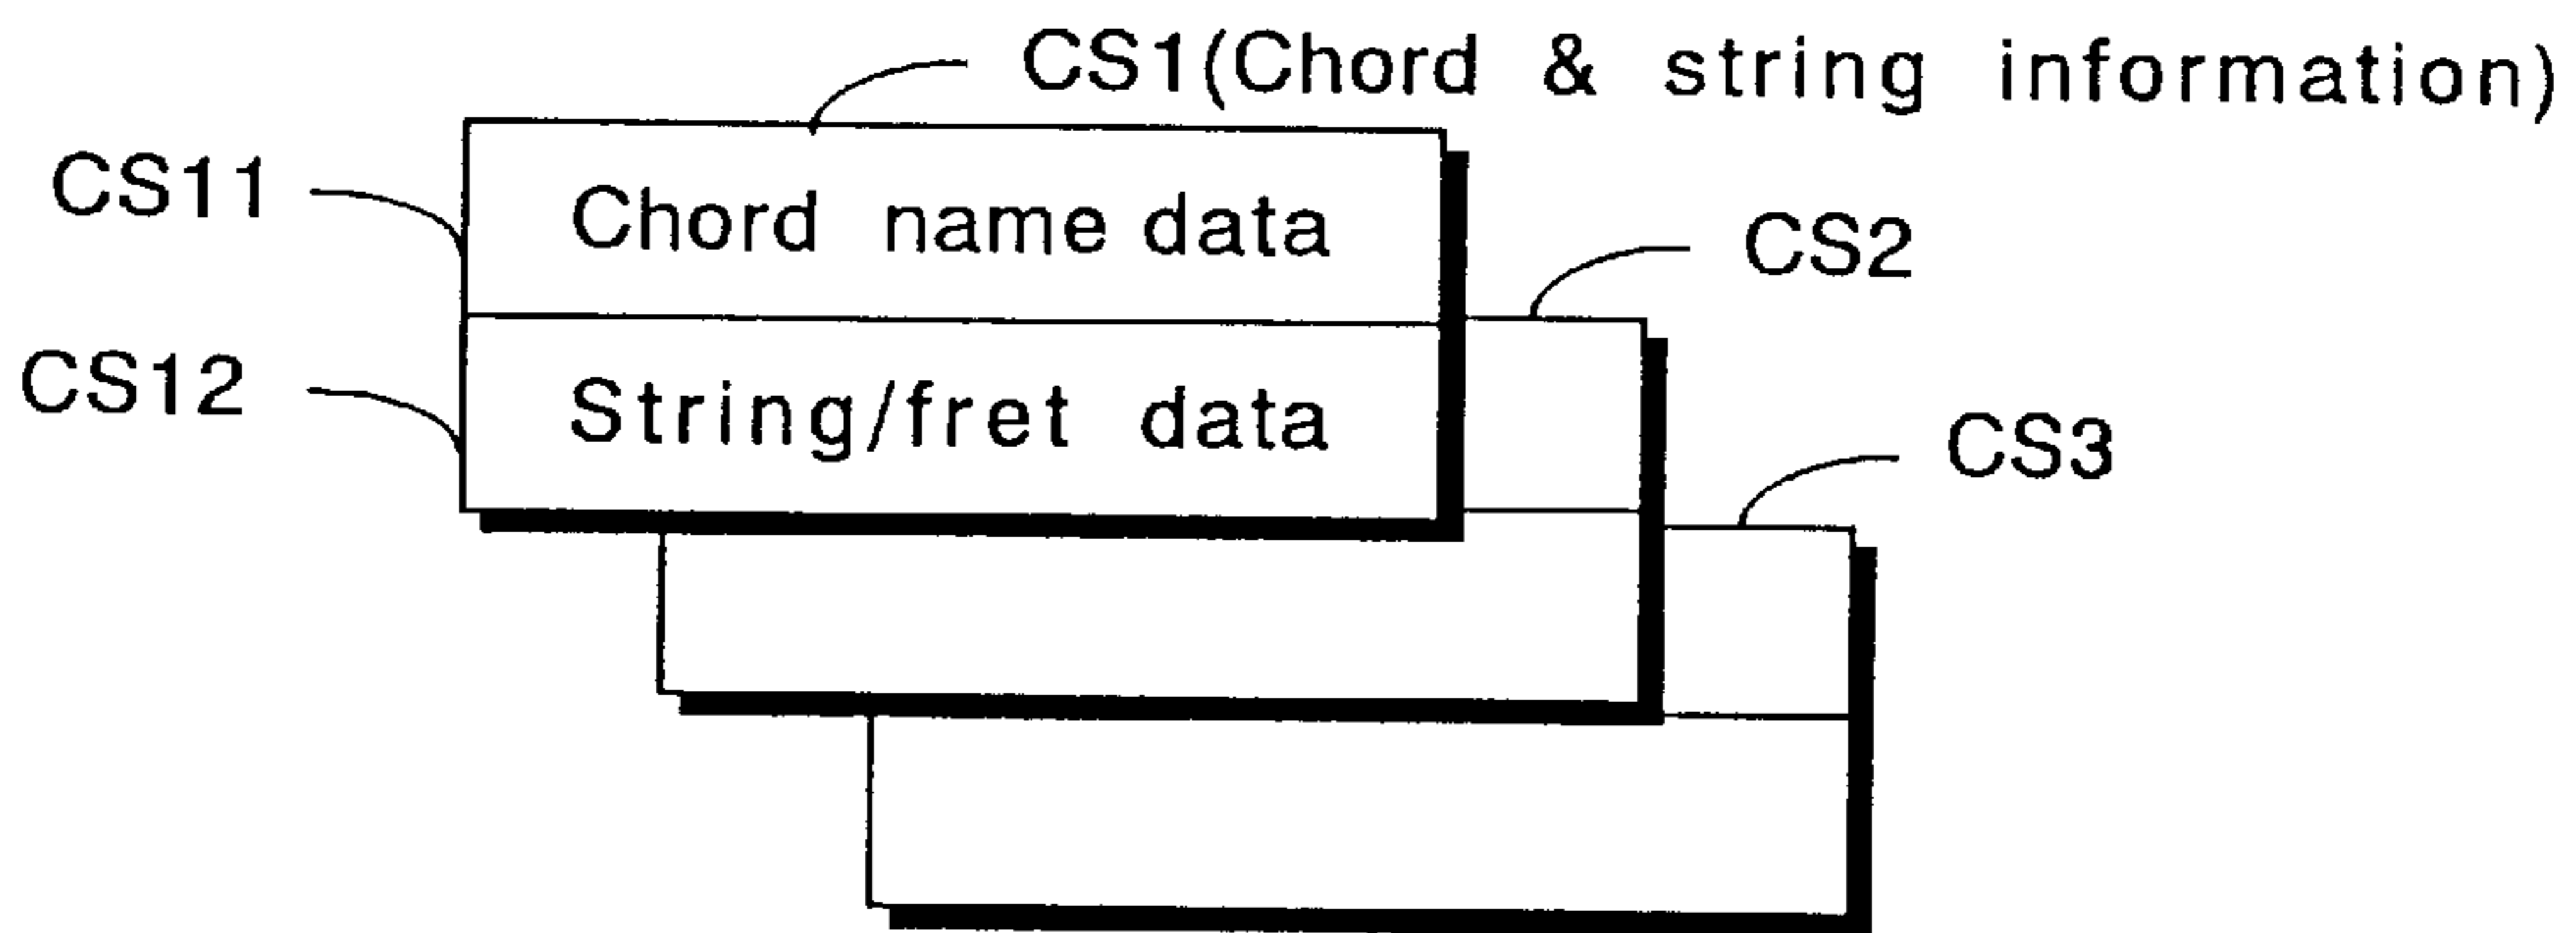 CS1(Chord & string information)
CS11
Chord name data
CS2
CS12
String/fret data
CS3